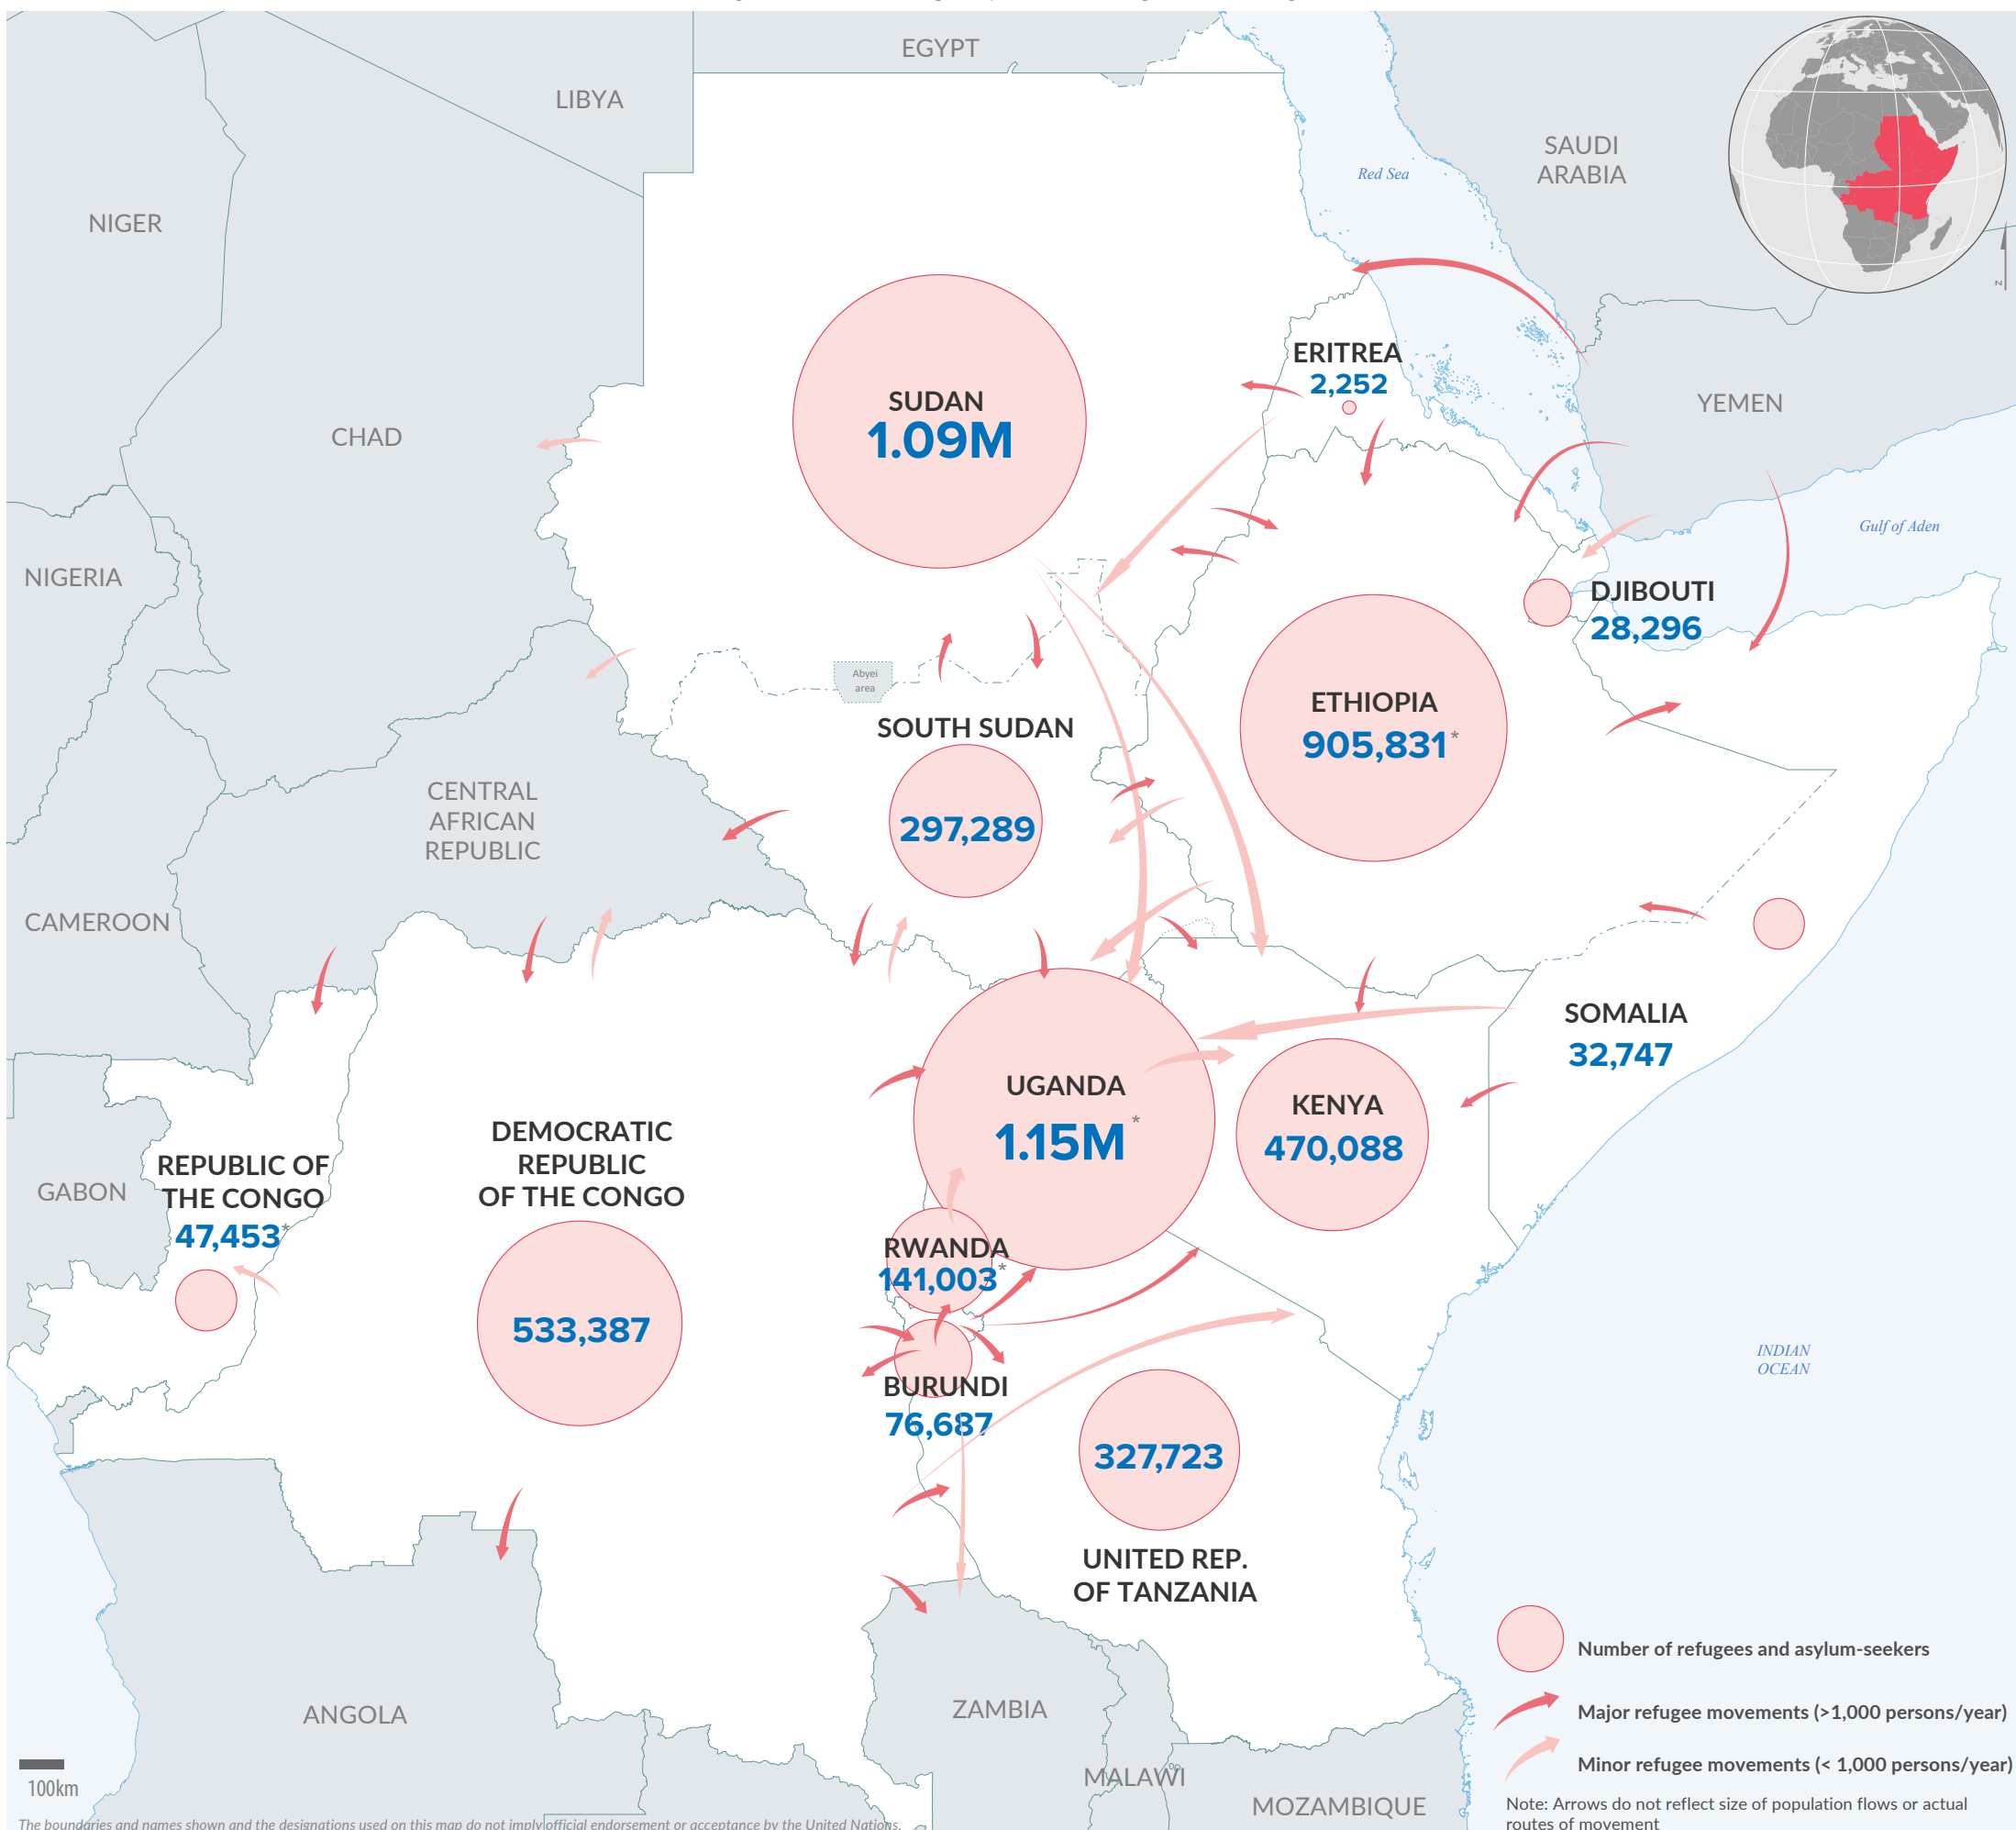 EGYPT
LIBYA
SAUDI
ARABIA
Red Sea
NIGER
N
ERITREA
2,252
YEMEN
SUDAN
1.09M
CHAD
Gulf of Aden
NIGERIA
DJIBOUTI
28,296
Abyei
area
ETHIOPIA
905,831*
SOUTH SUDAN
297,289
CENTRAL
AFRICAN
REPUBLIC
CAMEROON
SOMALIA
32,747
UGANDA
1.15M*
KENYA
470,088
DEMOCRATIC
REPUBLIC
OF THE CONGO
533,387
REPUBLIC OF
THE CONGO
47,453*
GABON
RWANDA
141,003*
BURUNDI
76,687
INDIAN
OCEAN
327,723
UNITED REP.
OF TANZANIA
ANGOLA
ZAMBIA
MALAWI
MOZAMBIQUE
Number of refugees and asylum-seekers
Major refugee movements (>1,000 persons/year)
Minor refugee movements (< 1,000 persons/year)
Note: Arrows do not reflect size of population flows or actual
routes of movement
100km
The boundaries and names shown and the designations used on this map do not imply official endorsement or acceptance by the United Nations.